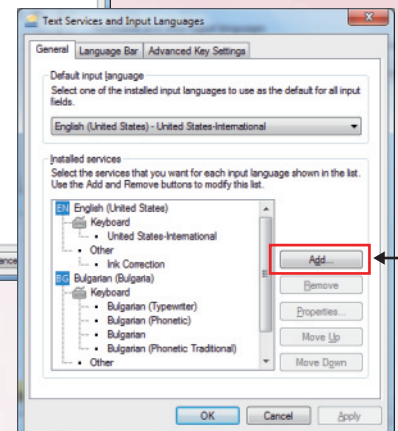 Text Services and Input Languages
General Language Bar Advanced Key Settings
Default input language
Select one of the installed input languages to use as the default for all input
fields.
English (United States) - United States-International
Installed services
Select the services that you want for each input language shown in the list.
Use the Add and Remove buttons to modify this list.
EN English (United States)
Keyboard
United States-International
Other
Ink Correction
BG Bulgarian (Bulgaria)
Keyboard
Bulgarian (Typewriter)
Bulgarian (Phonetic)
Bulgarian
Bulgarian (Phonetic Traditional)
Other
Add...
Remove
Properties...
Move Up
Move Down
OK Cancel Apply